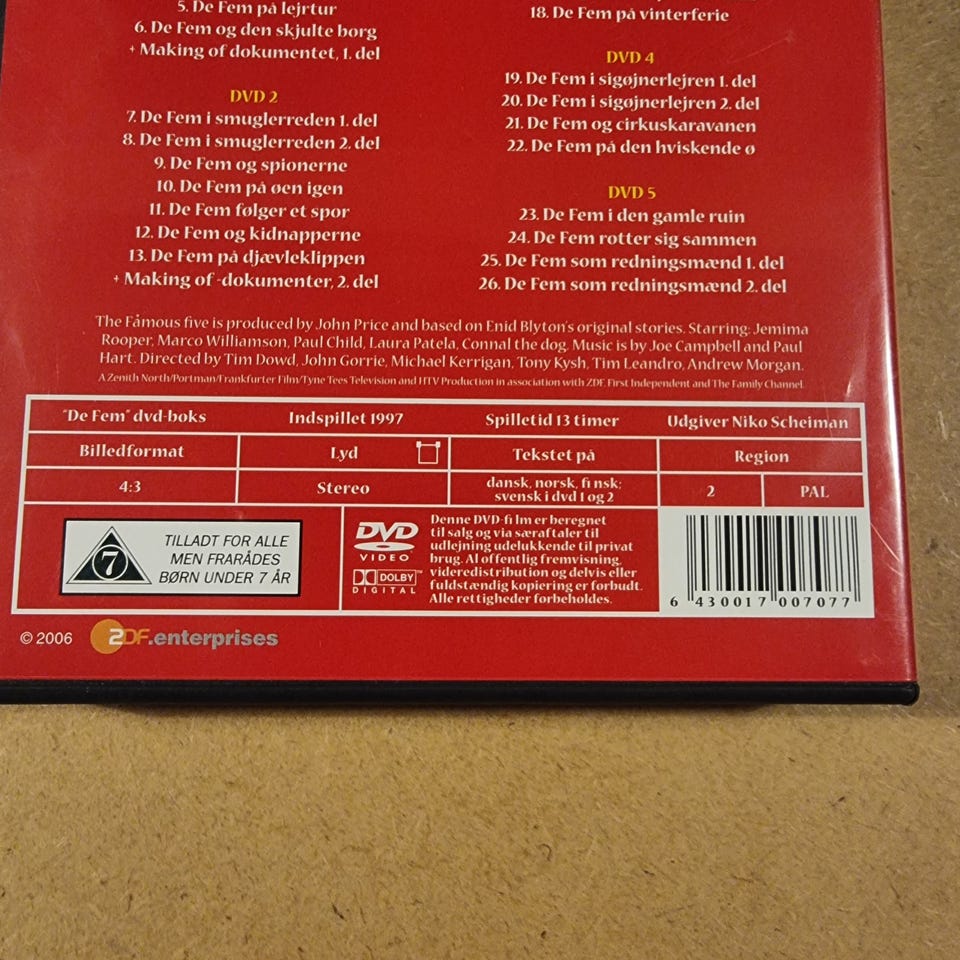 5. De Fem på lejrtur
6. De Fem og den skjulte borg
+ Making of dokumentet, 1. del
DVD 2
7. De Fem i smuglerreden 1. del
8. De Fem i smuglerreden 2. del
9. De Fem og spionerne
10. De Fem på øen igen
11. De Fem følger et spor
12. De Fem og kidnapperne
13. De Fem på djævleklippen
+ Making of -dokumenter, 2. del
18. De Fem på vinterferie
DVD 4
19. De Fem i sigøjnerlejren 1. del
20. De Fem i sigøjnerlejren 2. del
21. De Fem og cirkuskaravanen
22. De Fem på den hviskende ø
DVD 5
23. De Fem i den gamle ruin
24. De Fem rotter sig sammen
25. De Fem som redningsmænd 1. del
26. De Fem som redningsmænd 2. del
The Fåmous five is produced by John Price and based on Enid Blyton's original stories. Starring: Jemima
Rooper, Marco Williamson, Paul Child, Laura Patela, Connal the dog. Music is by Joe Campbell and Paul
Hart. Directed by Tim Dowd, John Gorrie, Michael Kerrigan, Tony Kysh, Tim Leandro, Andrew Morgan.
A Zenith North/Portman/Frankfurter Film/Tyne Tees Television and HTV Production in association with ZDF, First Independent and The Family Channel.
"De Fem" dvd-boks Indspillet 1997 Spilletid 13 timer Udgiver Niko Scheiman
Billedformat Lyd Tekstet på Region
4:3 Stereo dansk, norsk, fi nsk;
svensk i dvd 1 og 2
2 PAL
7
TILLADT FOR ALLE
MEN FRARÅDES
BØRN UNDER 7 ÅR
DVD
VIDEO
DOLBY
DIGITAL
Denne DVD-fi lm er beregnet
til salg og via særaftaler til
udlejning udelukkende til privat
brug. Al offentlig fremvisning,
videredistribution og delvis eller
fuldstændig kopiering er forbudt.
Alle rettigheder forbeholdes.
6 430017 007077
© 2006 ZDF.enterprises